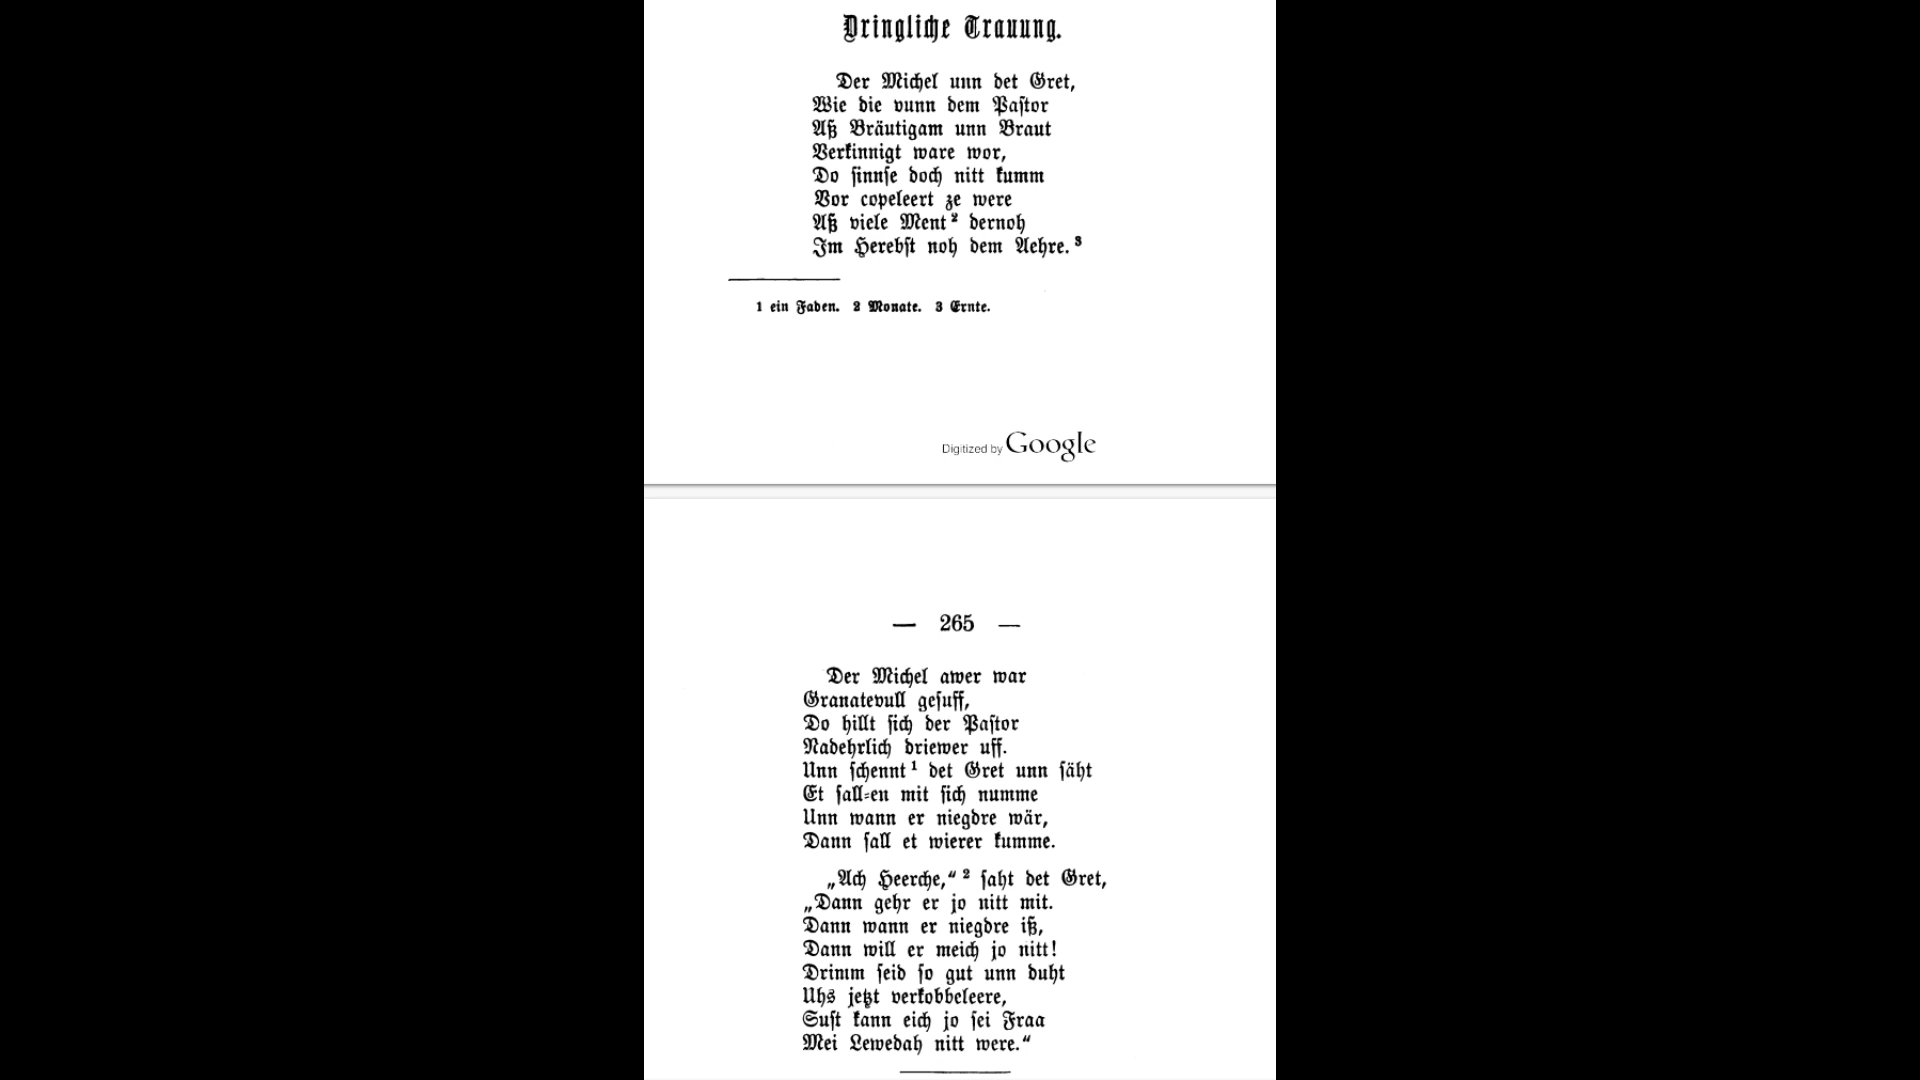 Dringliche Trauung.
Der Michel unn det Gret,
Wie die vunn dem Paſtor
Aß Bräutigam unn Braut
Verkinnigt ware wor,
Do ſinnſe doch nitt kumm
Vor copeleert ze were
Aß viele Ment ² dernoh
Im Herebſt noh dem Aehre. ³
1 ein Faden. 2 Monate. 3 Ernte.
Digitized by Google
— 265 —
Der Michel awer war
Granatevull geſuff,
Do hillt ſich der Paſtor
Nadehrlich driewer uff.
Unn ſchennt ¹ det Gret unn ſäht
Et ſall-en mit ſich numme
Unn wann er niegdre wär,
Dann ſall et wierer kumme.
„Ach Heerche,“ ² ſaht det Gret,
„Dann gehr er jo nitt mit.
Dann wann er niegdre iß,
Dann will er meich jo nitt!
Drimm ſeid ſo gut unn duht
Uhs jetzt verkobbeleere,
Suſt kann eich jo ſei Fraa
Mei Lewedah nitt were.“